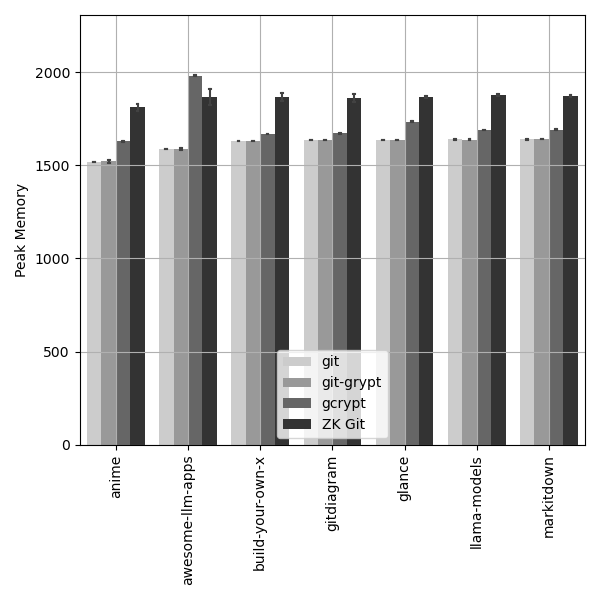 Peak Memory
2000
1500
1000
500
0
git
git-grypt
gcrypt
ZK Git
anime
awesome-llm-apps
build-your-own-x
gitdiagram
glance
llama-models
markitdown